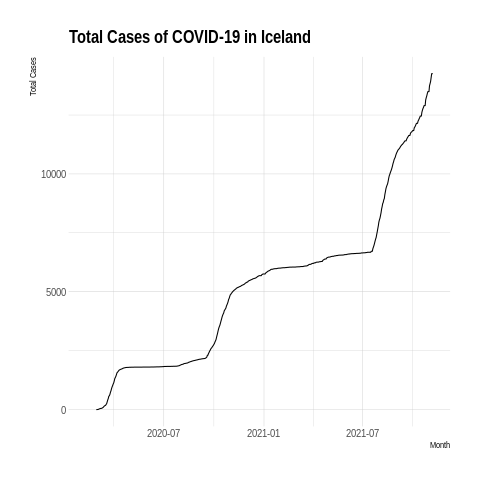 Total Cases of COVID-19 in Iceland
Total Cases
10000
5000
0
2020-07
2021-01
2021-07
Month